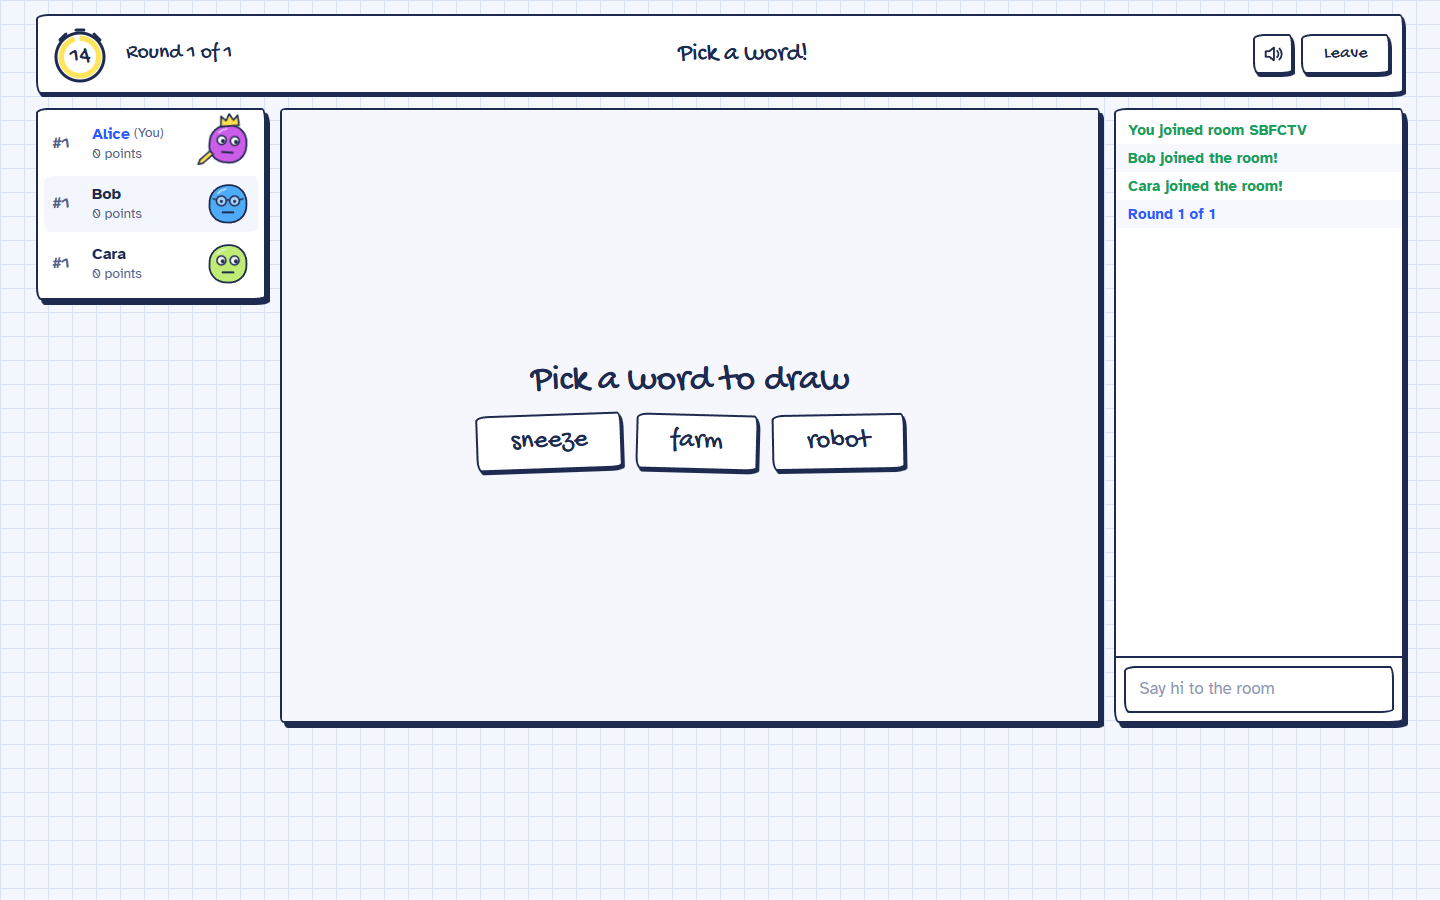 14
Round 1 of 1
Pick a word!
Leave
#1
Alice (You)
0 points
#1
Bob
0 points
#1
Cara
0 points
Pick a word to draw
sneeze
farm
robot
You joined room SBFCTV
Bob joined the room!
Cara joined the room!
Round 1 of 1
Say hi to the room